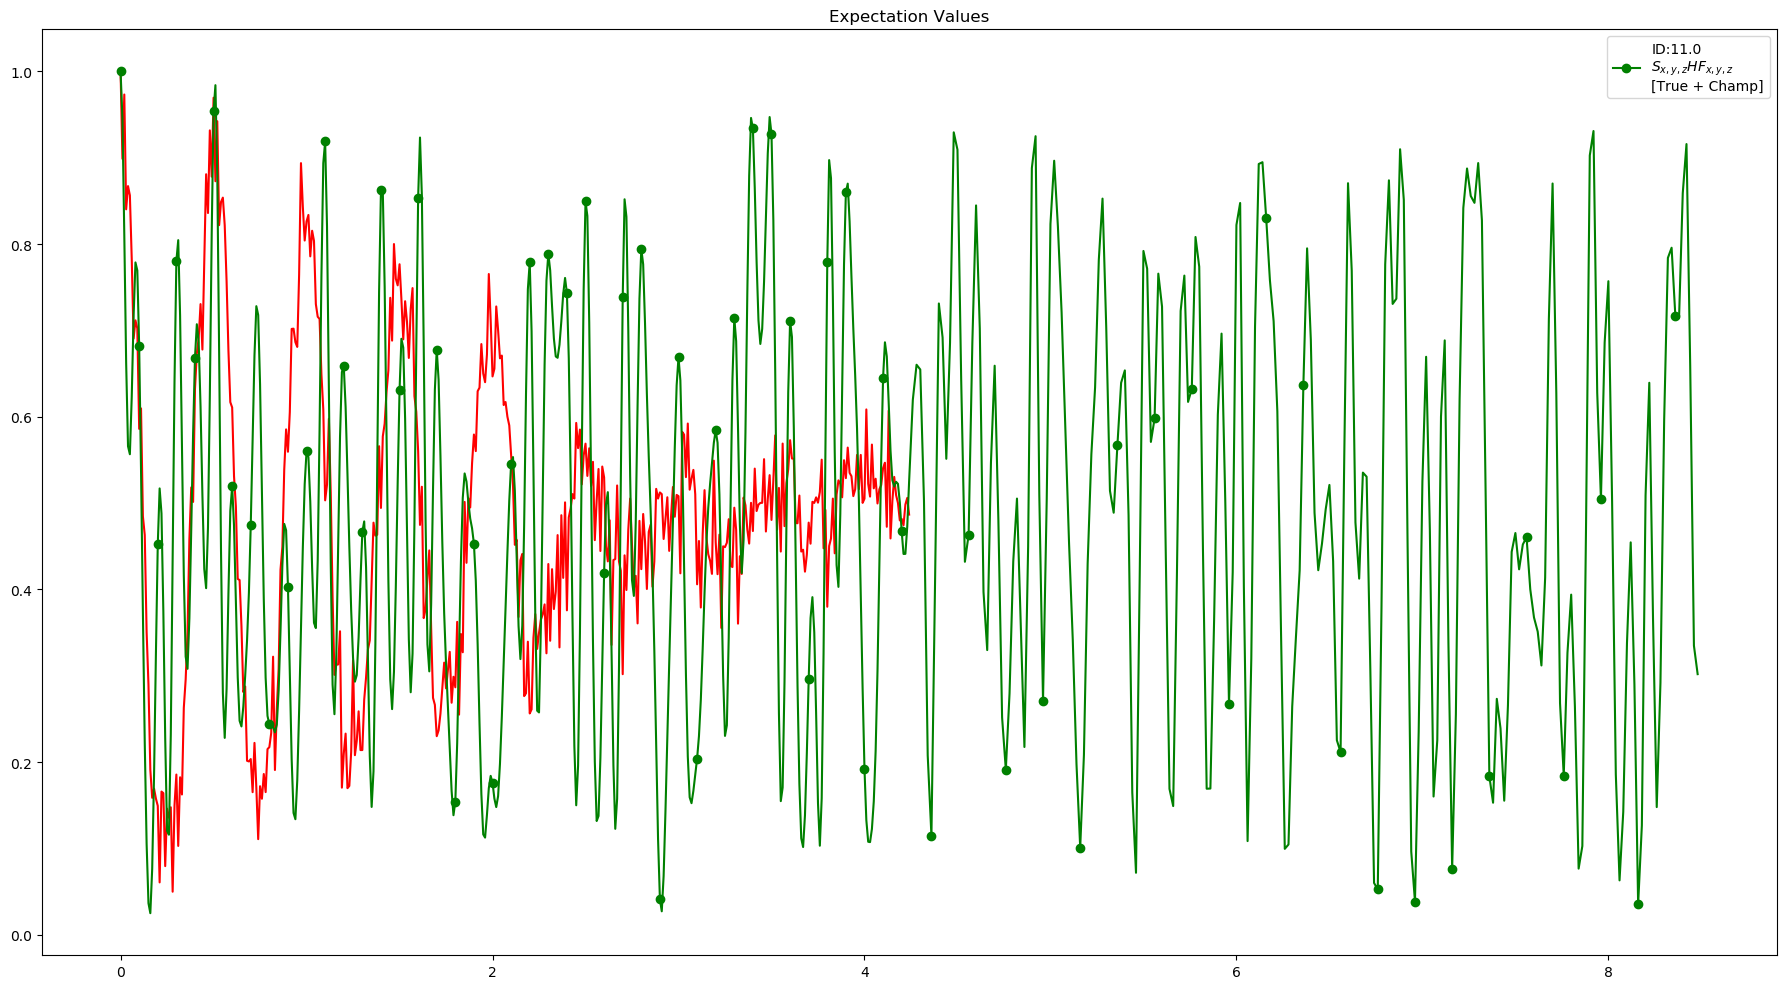 Expectation Values
ID:11.0
S_{x,y,z}HF_{x,y,z}
[True + Champ]
1.0
0.8
0.6
0.4
0.2
0.0
0 2 4 6 8